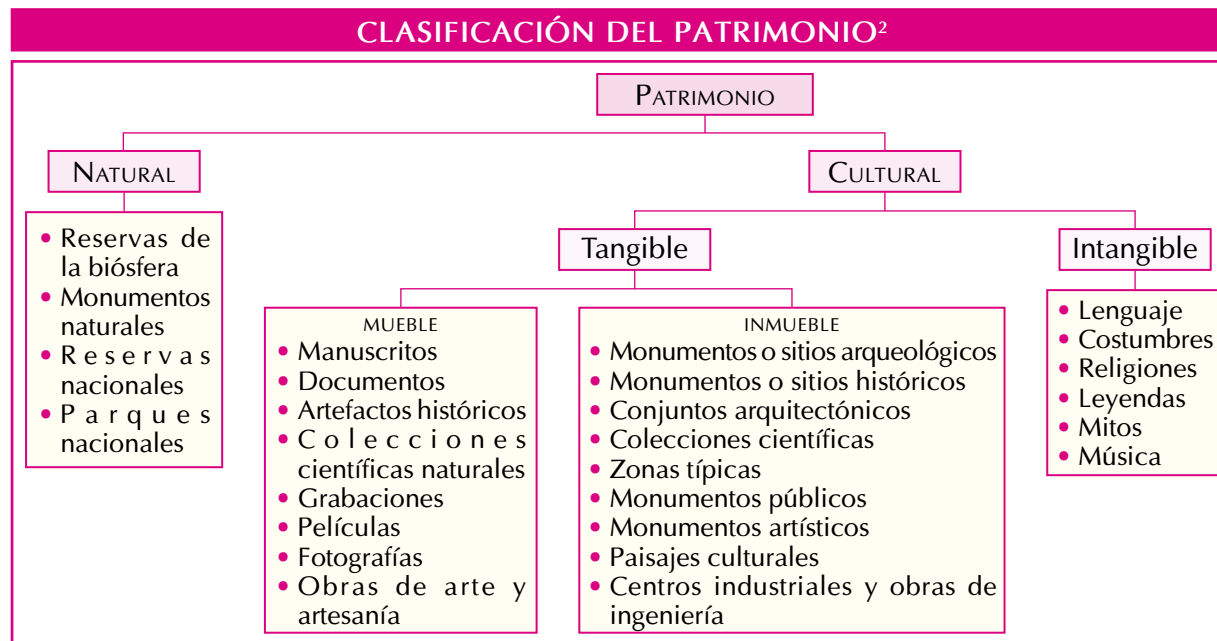 CLASIFICACIÓN DEL PATRIMONIO²
PATRIMONIO
NATURAL
• Reservas de
la biósfera
• Monumentos
naturales
• Reservas
nacionales
• Parques
nacionales
CULTURAL
Tangible
MUEBLE
• Manuscritos
• Documentos
• Artefactos históricos
• Colecciones
científicas naturales
• Grabaciones
• Películas
• Fotografías
• Obras de arte y
artesanía
INMUEBLE
• Monumentos o sitios arqueológicos
• Monumentos o sitios históricos
• Conjuntos arquitectónicos
• Colecciones científicas
• Zonas típicas
• Monumentos públicos
• Monumentos artísticos
• Paisajes culturales
• Centros industriales y obras de
ingeniería
Intangible
• Lenguaje
• Costumbres
• Religiones
• Leyendas
• Mitos
• Música